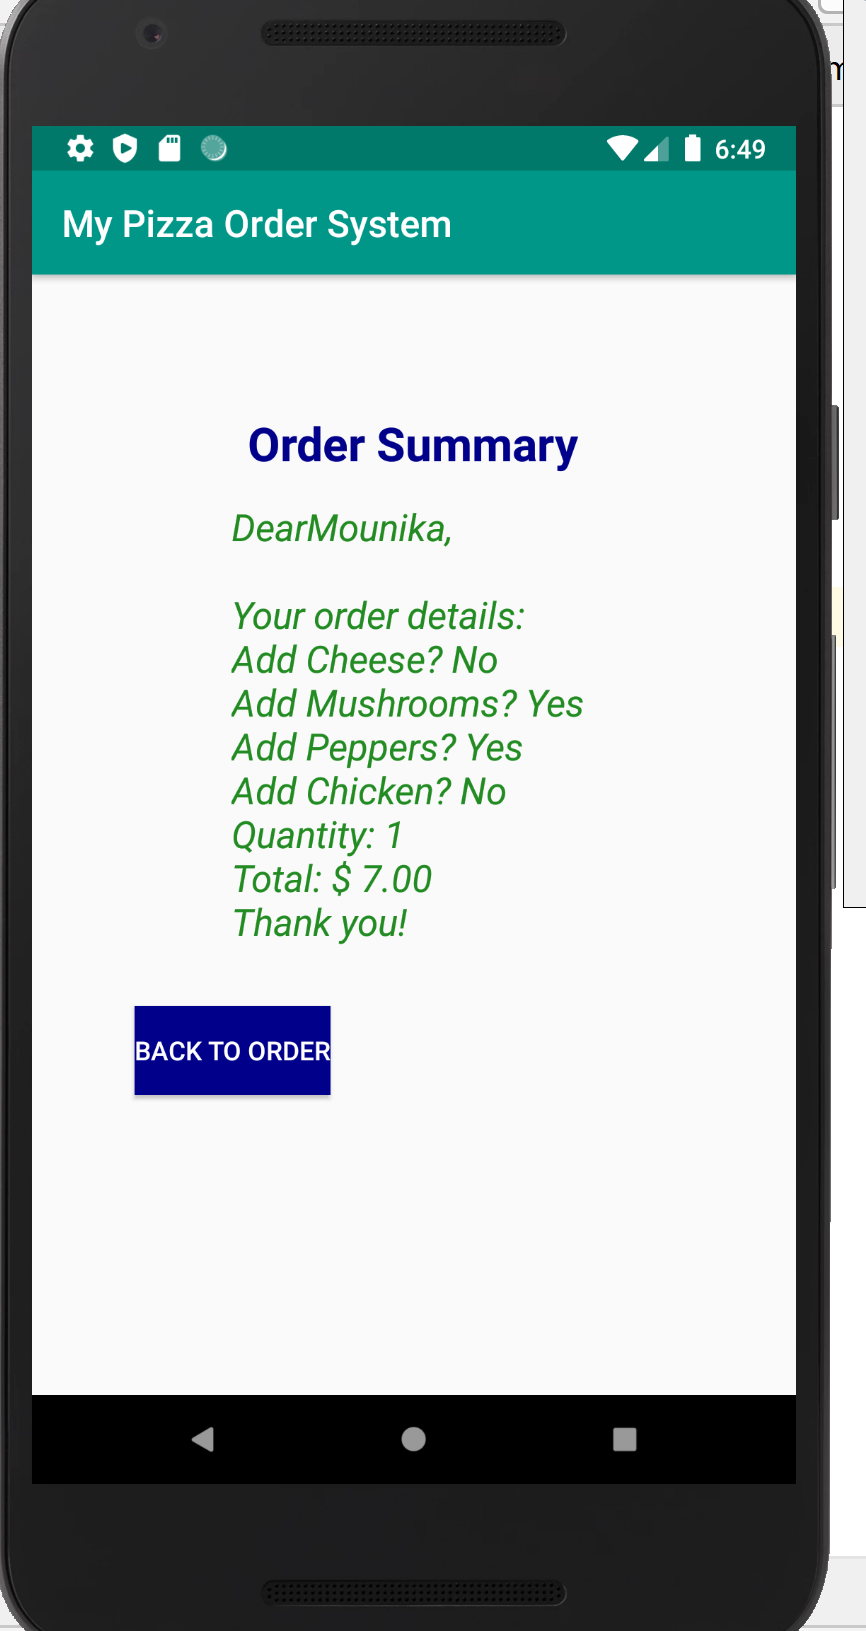 6:49
My Pizza Order System
Order Summary
DearMounika,
Your order details:
Add Cheese? No
Add Mushrooms? Yes
Add Peppers? Yes
Add Chicken? No
Quantity: 1
Total: $ 7.00
Thank you!
BACK TO ORDER